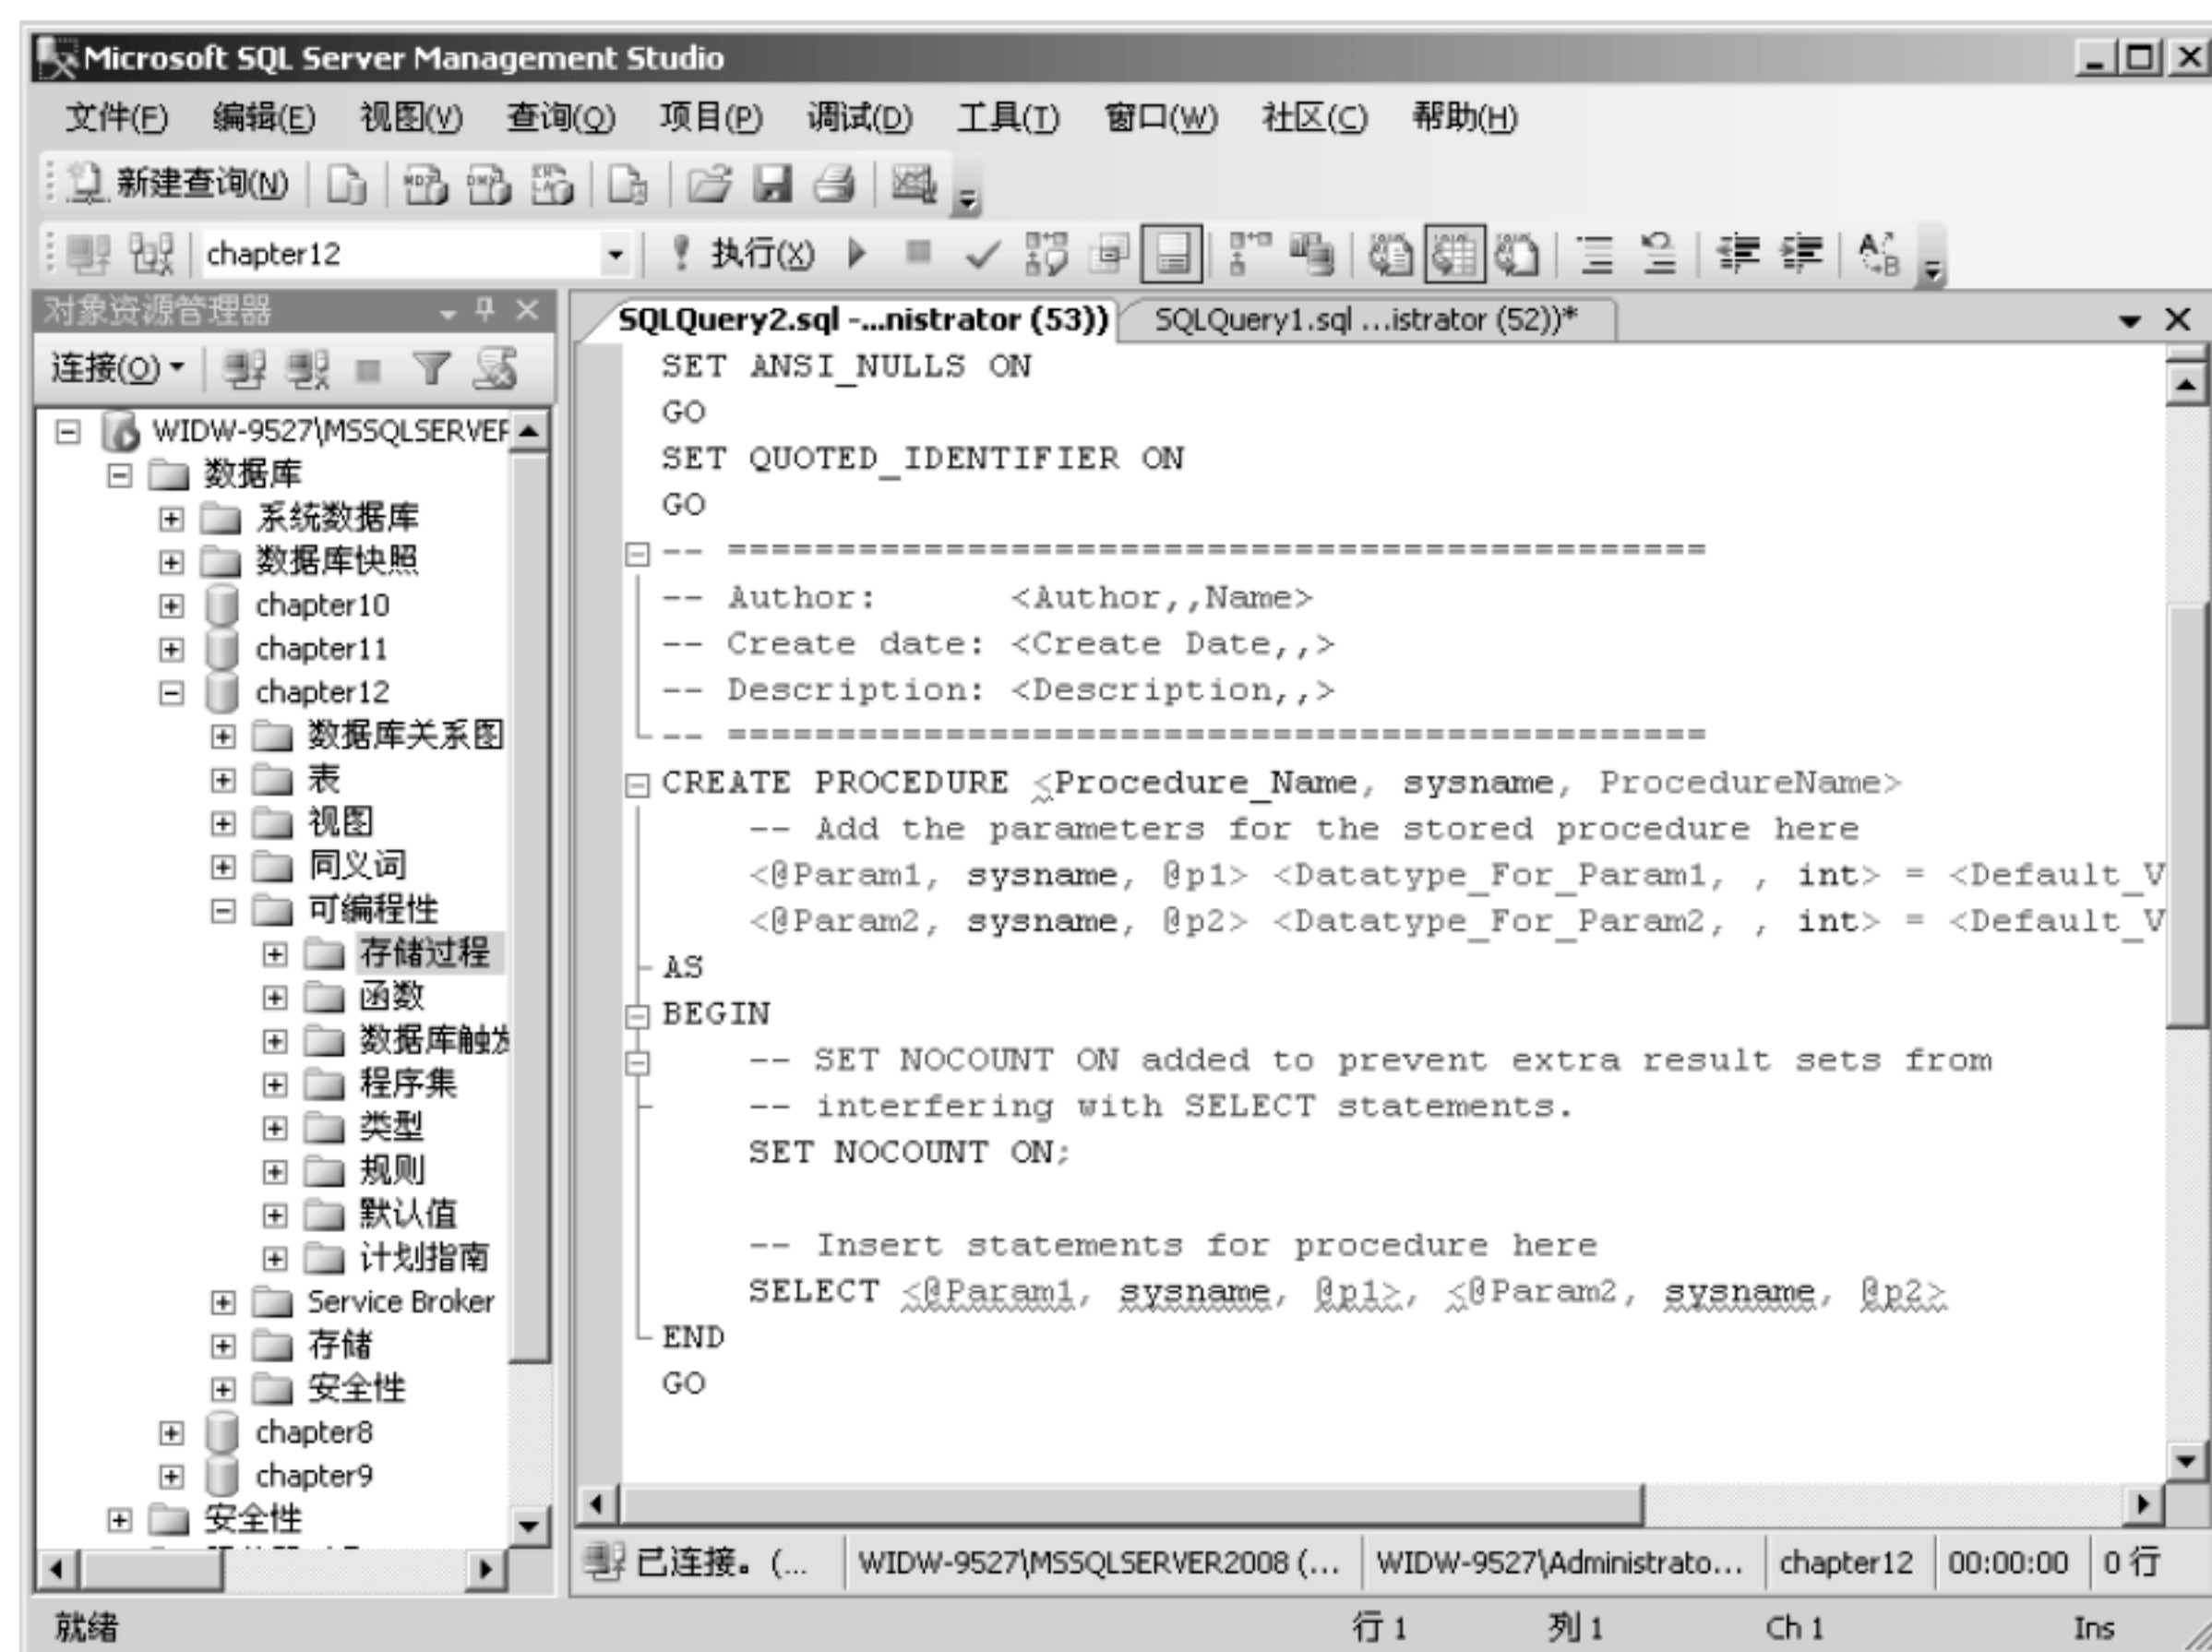 Microsoft SQL Server Management Studio
文件(F) 编辑(E) 视图(V) 查询(Q) 项目(P) 调试(D) 工具(T) 窗口(W) 社区(C) 帮助(H)
新建查询(N)
chapter12 执行(X)
对象资源管理器
连接(O)
WIDW-9527\MSSQLSERVER
数据库
系统数据库
数据库快照
chapter10
chapter11
chapter12
数据库关系图
表
视图
同义词
可编程性
存储过程
函数
数据库触发
程序集
类型
规则
默认值
计划指南
Service Broker
存储
安全性
chapter8
chapter9
安全性
SQLQuery2.sql -...nistrator (53)) SQLQuery1.sql ...istrator (52))*
SET ANSI_NULLS ON
GO
SET QUOTED_IDENTIFIER ON
GO
-- =============================================
-- Author: <Author,,Name>
-- Create date: <Create Date,,>
-- Description: <Description,,>
-- =============================================
CREATE PROCEDURE <Procedure_Name, sysname, ProcedureName>
-- Add the parameters for the stored procedure here
<@Param1, sysname, @p1> <Datatype_For_Param1, , int> = <Default_V
<@Param2, sysname, @p2> <Datatype_For_Param2, , int> = <Default_V
AS
BEGIN
-- SET NOCOUNT ON added to prevent extra result sets from
-- interfering with SELECT statements.
SET NOCOUNT ON;
-- Insert statements for procedure here
SELECT <@Param1, sysname, @p1>, <@Param2, sysname, @p2>
END
GO
已连接。(... WIDW-9527\MSSQLSERVER2008 (... WIDW-9527\Administrato... chapter12 00:00:00 0 行
就绪 行 1 列 1 Ch 1 Ins